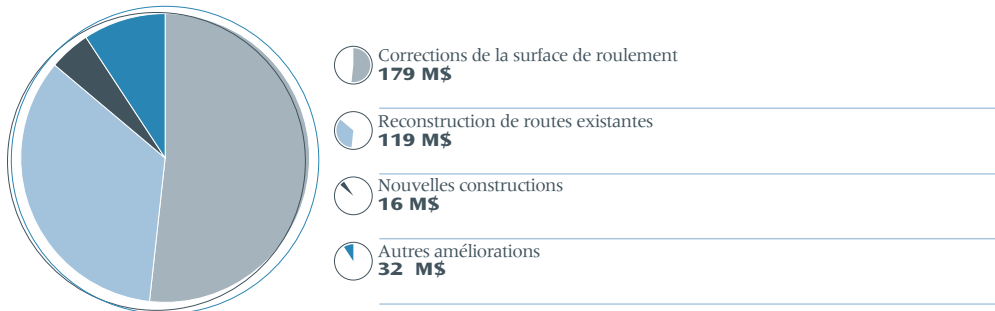 Corrections de la surface de roulement
179 M$
Reconstruction de routes existantes
119 M$
Nouvelles constructions
16 M$
Autres améliorations
32 M$